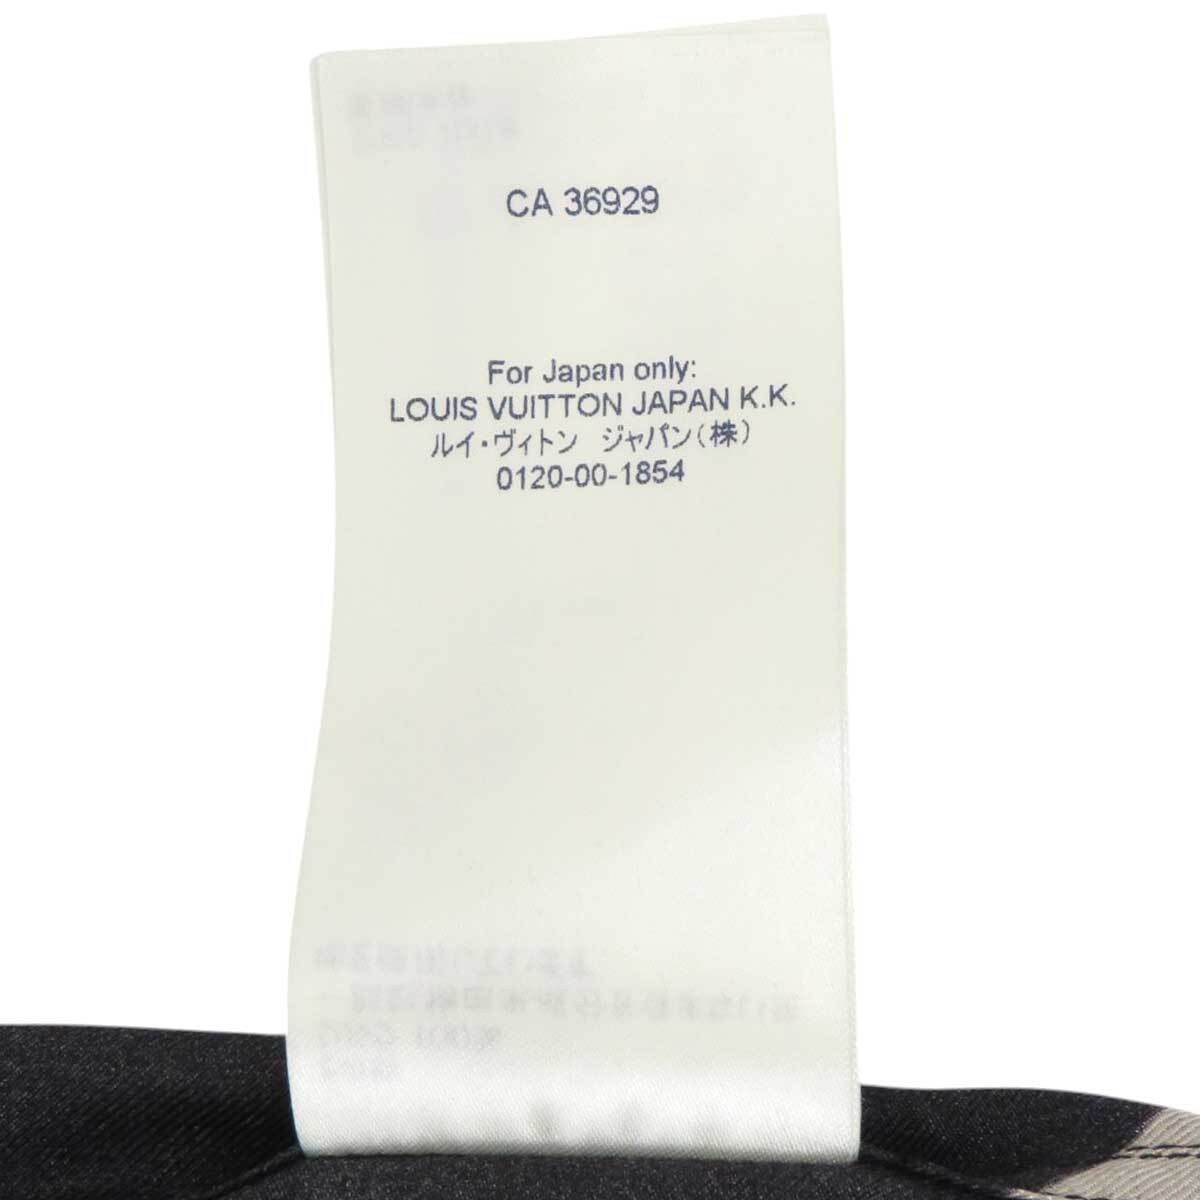 CA 36929
For Japan only:
LOUIS VUITTON JAPAN K.K.
ルイ・ヴィトン ジャパン(株)
0120-00-1854